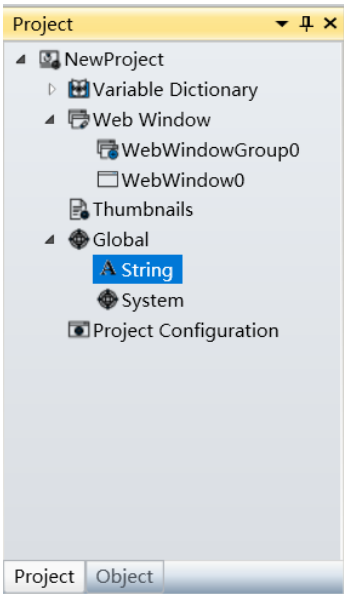 Project
NewProject
Variable Dictionary
Web Window
WebWindowGroup0
WebWindow0
Thumbnails
Global
String
System
Project Configuration
Project Object